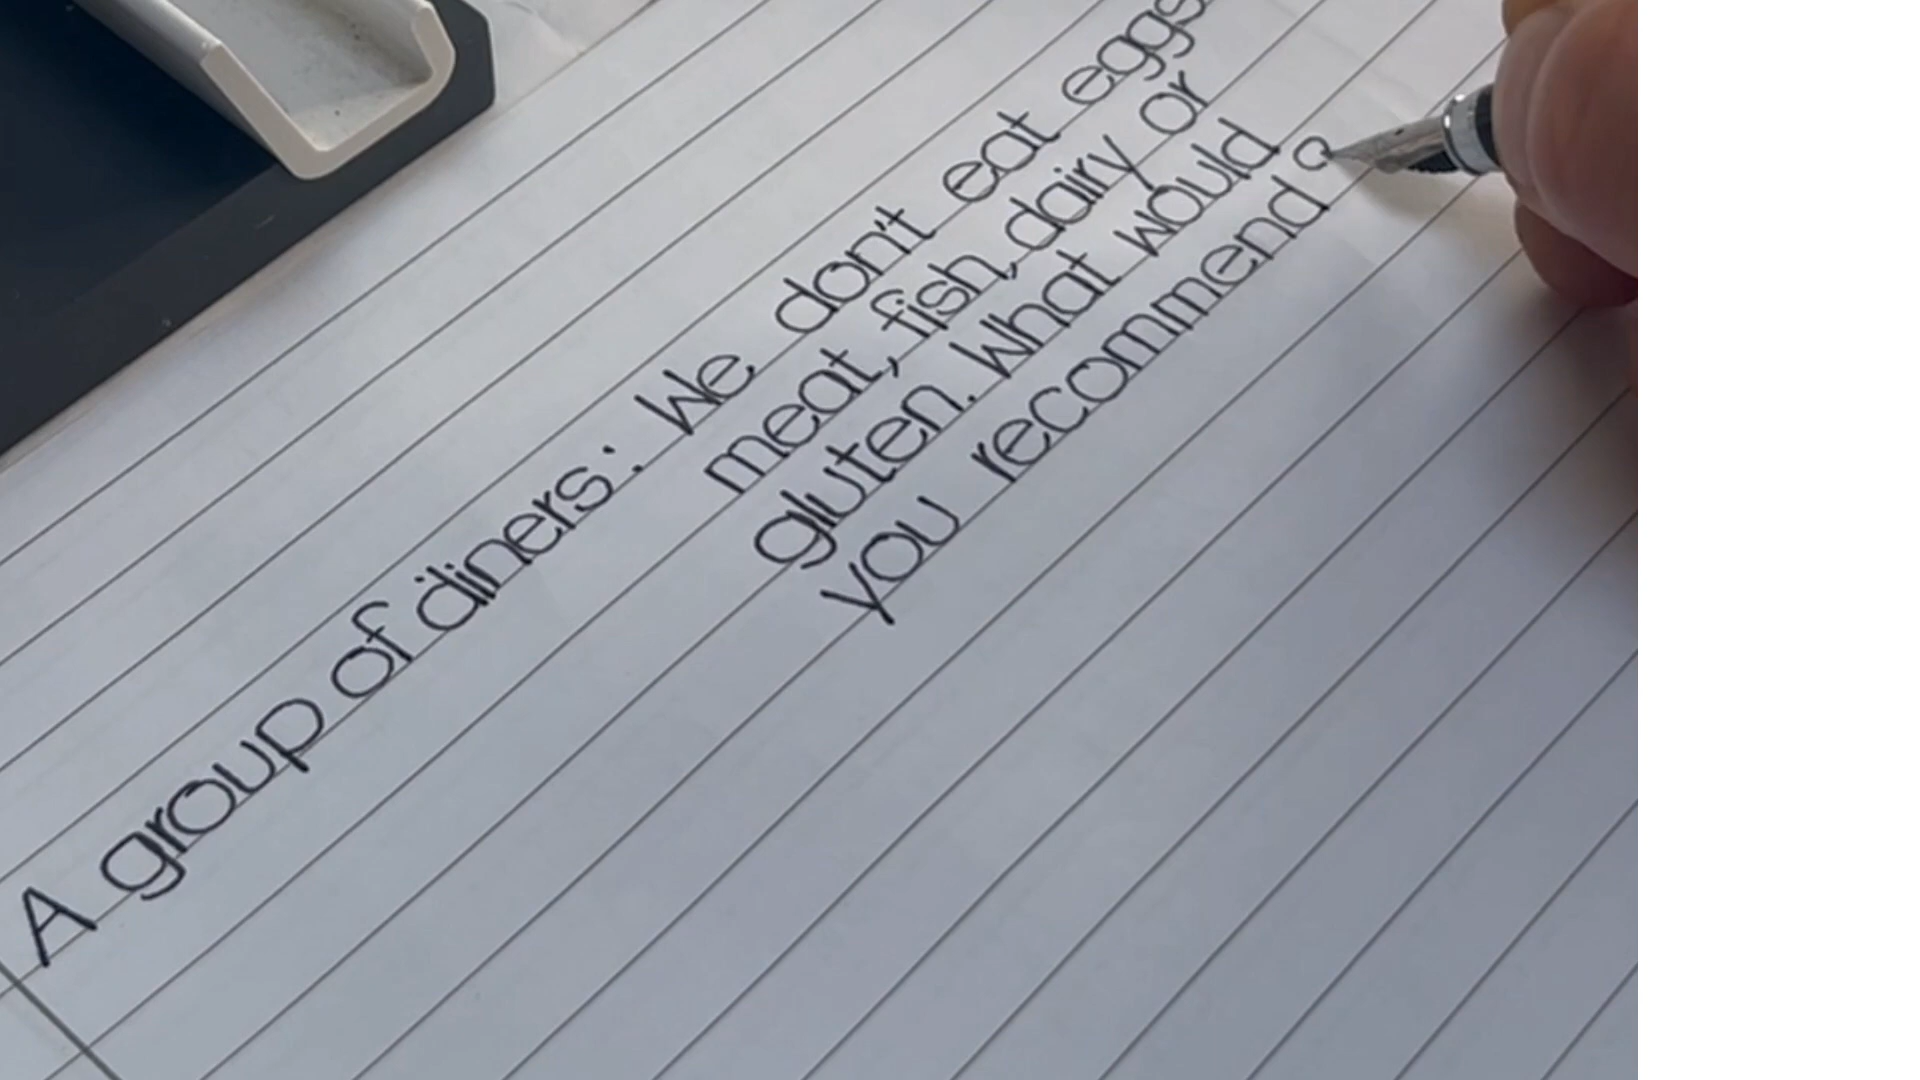 A group of diners: We don't eat eggs
meat, fish, dairy or
gluten. What would
you recommend